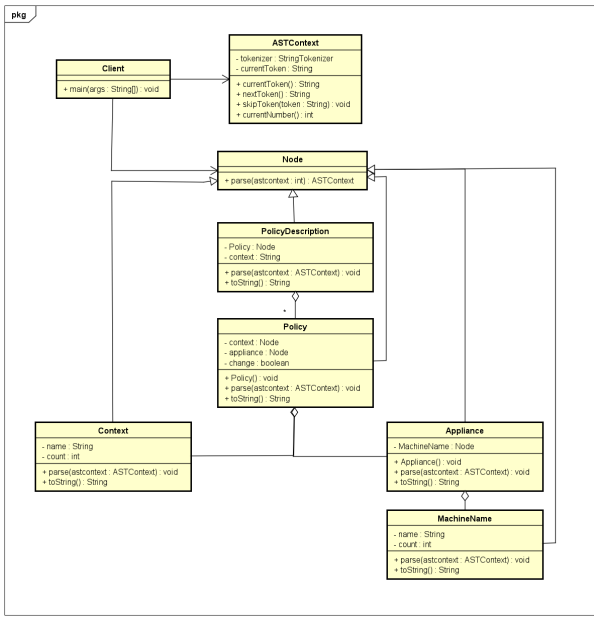 pkg
ASTContext
- tokenizer : StringTokenizer
- currentToken : String
+ currentToken() : String
+ nextToken() : String
+ skipToken(token : String) : void
+ currentNumber() : int
Client
+ main(args : String[]) : void
Node
+ parse(astcontext : int) : ASTContext
PolicyDescription
- Policy : Node
- context : String
+ parse(astcontext : ASTContext) : void
+ toString() : String
*
Policy
- context : Node
- appliance : Node
- change : boolean
+ Policy() : void
+ parse(astcontext : ASTContext) : void
+ toString() : String
Context
- name : String
- count : int
+ parse(astcontext : ASTContext) : void
+ toString() : String
Appliance
- MachineName : Node
+ Appliance() : void
+ parse(astcontext : ASTContext) : void
+ toString() : String
MachineName
- name : String
- count : int
+ parse(astcontext : ASTContext) : void
+ toString() : String